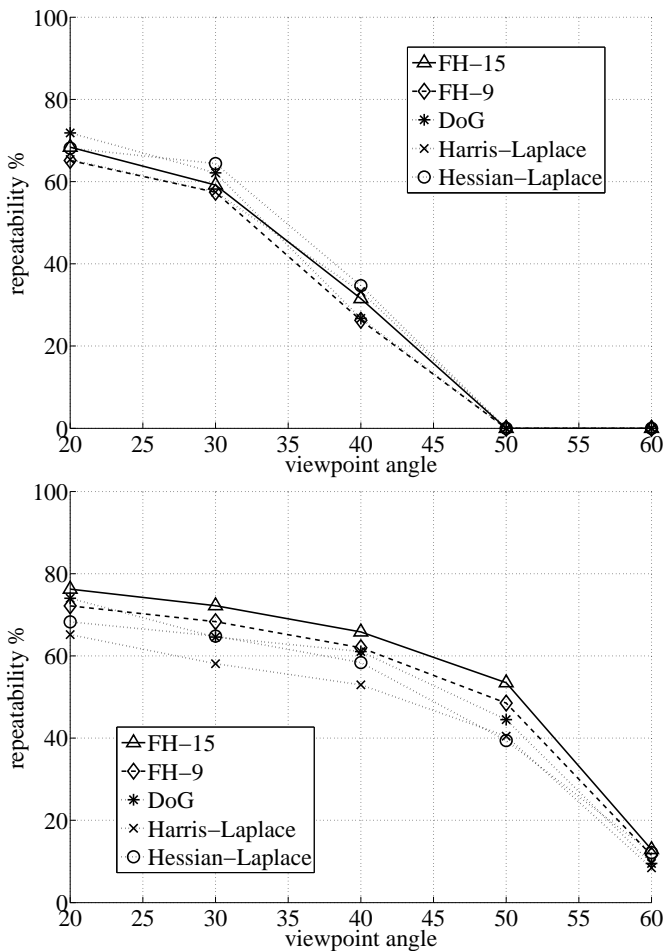 100
80
60
40
20
0
repeatability %
FH−15
FH−9
DoG
Harris−Laplace
Hessian−Laplace
20 25 30 35 40 45 50 55 60
viewpoint angle
100
80
60
40
20
0
repeatability %
FH−15
FH−9
DoG
Harris−Laplace
Hessian−Laplace
20 25 30 35 40 45 50 55 60
viewpoint angle